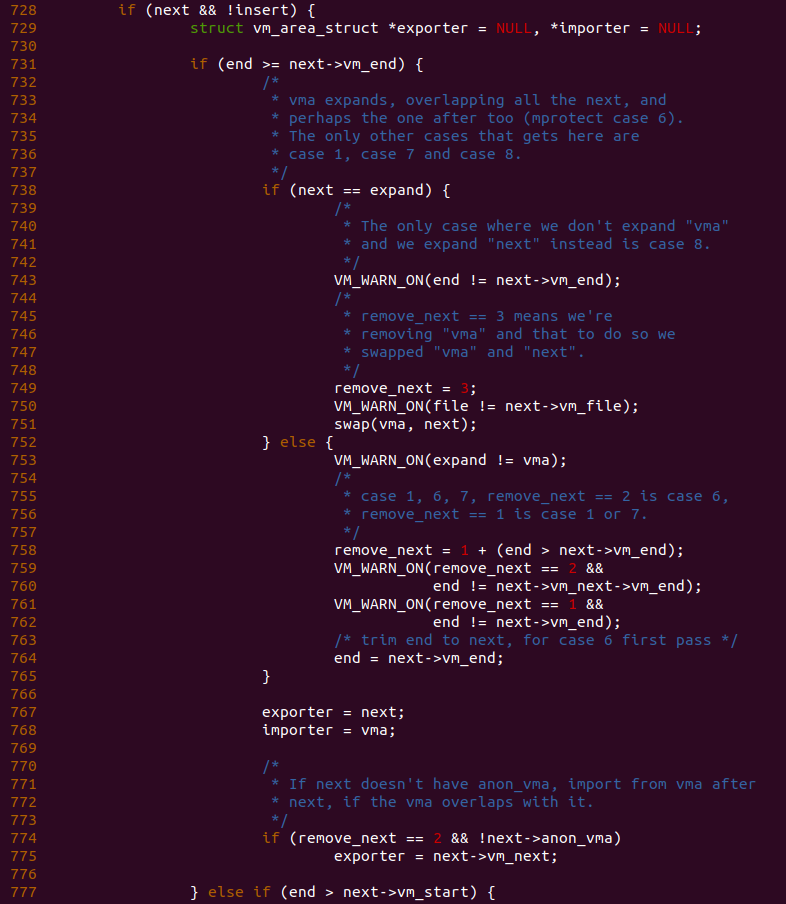 728         if (next && !insert) {
729                 struct vm_area_struct *exporter = NULL, *importer = NULL;
730
731                 if (end >= next->vm_end) {
732                         /*
733                          * vma expands, overlapping all the next, and
734                          * perhaps the one after too (mprotect case 6).
735                          * The only other cases that gets here are
736                          * case 1, case 7 and case 8.
737                          */
738                         if (next == expand) {
739                                 /*
740                                  * The only case where we don't expand "vma"
741                                  * and we expand "next" instead is case 8.
742                                  */
743                                 VM_WARN_ON(end != next->vm_end);
744                                 /*
745                                  * remove_next == 3 means we're
746                                  * removing "vma" and that to do so we
747                                  * swapped "vma" and "next".
748                                  */
749                                 remove_next = 3;
750                                 VM_WARN_ON(file != next->vm_file);
751                                 swap(vma, next);
752                         } else {
753                                 VM_WARN_ON(expand != vma);
754                                 /*
755                                  * case 1, 6, 7, remove_next == 2 is case 6,
756                                  * remove_next == 1 is case 1 or 7.
757                                  */
758                                 remove_next = 1 + (end > next->vm_end);
759                                 VM_WARN_ON(remove_next == 2 &&
760                                            end != next->vm_next->vm_end);
761                                 VM_WARN_ON(remove_next == 1 &&
762                                            end != next->vm_end);
763                                 /* trim end to next, for case 6 first pass */
764                                 end = next->vm_end;
765                         }
766
767                         exporter = next;
768                         importer = vma;
769
770                         /*
771                          * If next doesn't have anon_vma, import from vma after
772                          * next, if the vma overlaps with it.
773                          */
774                         if (remove_next == 2 && !next->anon_vma)
775                                 exporter = next->vm_next;
776
777                 } else if (end > next->vm_start) {